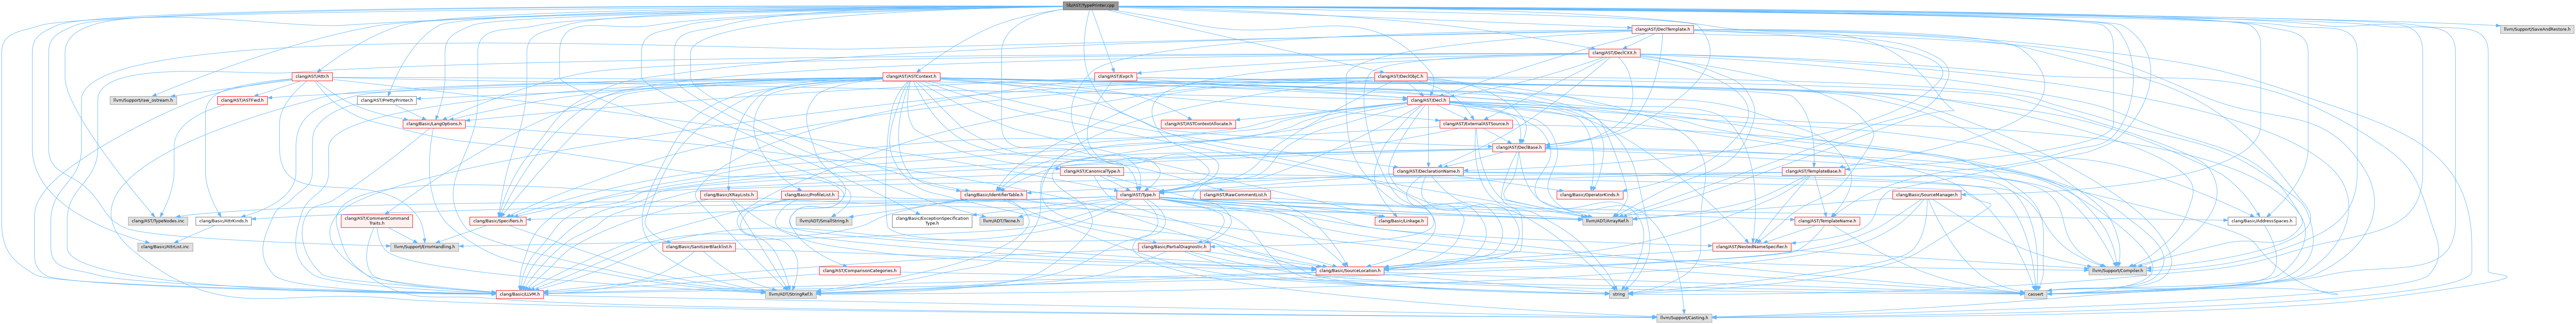 lib/AST/TypePrinter.cpp
clang/AST/DeclTemplate.h
llvm/Support/SaveAndRestore.h
clang/AST/DeclCXX.h
clang/AST/Attr.h
clang/AST/ASTContext.h
clang/AST/Expr.h
clang/AST/DeclObjC.h
llvm/Support/raw_ostream.h
clang/AST/ASTFwd.h
clang/AST/PrettyPrinter.h
clang/AST/Decl.h
clang/Basic/LangOptions.h
clang/AST/ASTContextAllocate.h
clang/AST/ExternalASTSource.h
clang/AST/DeclBase.h
clang/AST/CanonicalType.h
clang/AST/DeclarationName.h
clang/AST/TemplateBase.h
clang/Basic/XRayLists.h
clang/Basic/ProfileList.h
clang/Basic/IdentifierTable.h
clang/AST/Type.h
clang/AST/RawCommentList.h
clang/Basic/OperatorKinds.h
clang/Basic/SourceManager.h
clang/AST/TypeNodes.inc
clang/Basic/AttrKinds.h
clang/AST/CommentCommand
Traits.h
clang/Basic/Specifiers.h
llvm/ADT/SmallString.h
clang/Basic/ExceptionSpecification
Type.h
llvm/ADT/Twine.h
clang/Basic/Linkage.h
llvm/ADT/ArrayRef.h
clang/AST/TemplateName.h
clang/Basic/AddressSpaces.h
clang/Basic/AttrList.inc
llvm/Support/ErrorHandling.h
clang/Basic/SanitizerBlacklist.h
clang/Basic/PartialDiagnostic.h
clang/AST/NestedNameSpecifier.h
clang/AST/ComparisonCategories.h
clang/Basic/SourceLocation.h
llvm/Support/Compiler.h
clang/Basic/LLVM.h
llvm/ADT/StringRef.h
string
cassert
llvm/Support/Casting.h